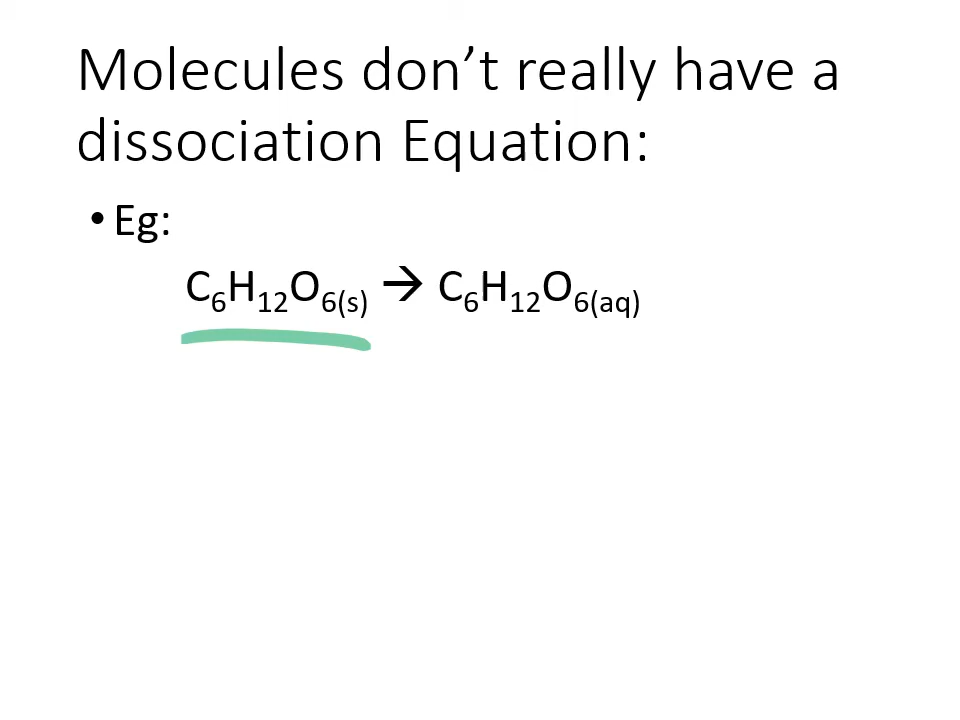 Molecules don’t really have a
dissociation Equation:
• Eg:
C₆H₁₂O₆₍ₛ₎ → C₆H₁₂O₆(aq)